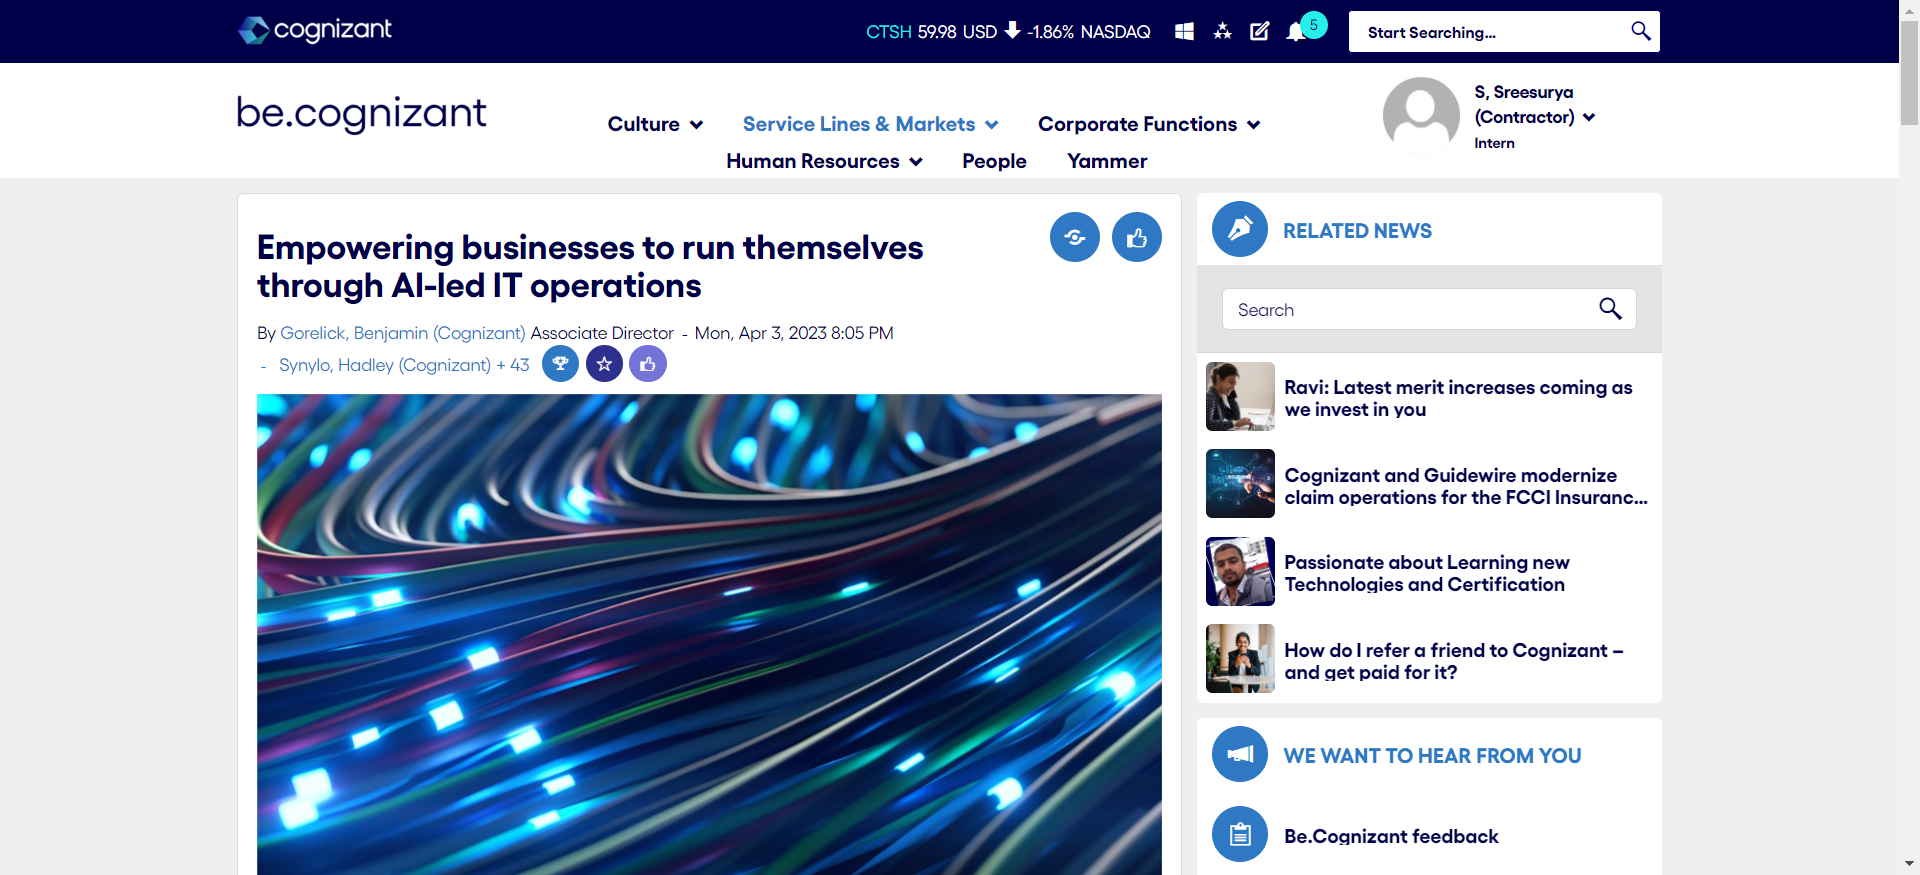 cognizant
CTSH 59.98 USD -1.86% NASDAQ
5
Start Searching...
be.cognizant
Culture
Service Lines & Markets
Corporate Functions
Human Resources
People
Yammer
S, Sreesurya
(Contractor)
Intern
Empowering businesses to run themselves
through AI-led IT operations
By Gorelick, Benjamin (Cognizant) Associate Director - Mon, Apr 3, 2023 8:05 PM
- Synylo, Hadley (Cognizant) + 43
RELATED NEWS
Search
Ravi: Latest merit increases coming as
we invest in you
Cognizant and Guidewire modernize
claim operations for the FCCI Insuranc...
Passionate about Learning new
Technologies and Certification
How do I refer a friend to Cognizant –
and get paid for it?
WE WANT TO HEAR FROM YOU
Be.Cognizant feedback